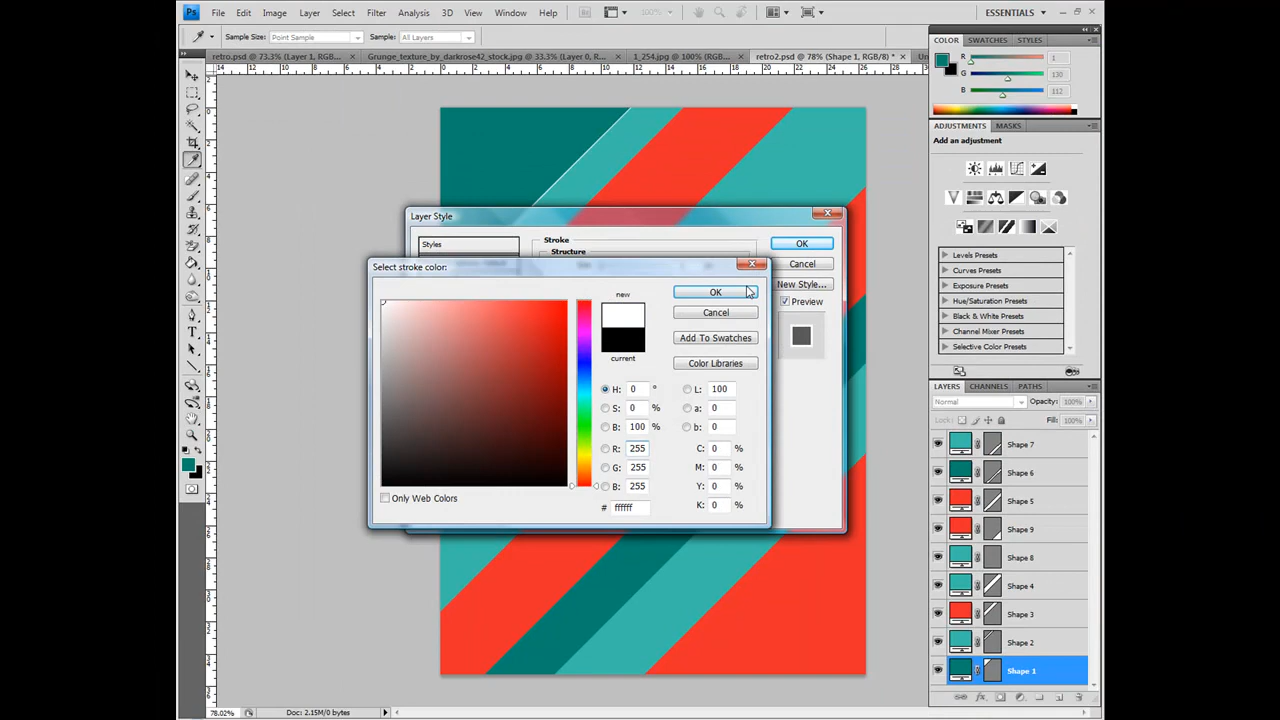 Ps File Edit Image Layer Select Filter Analysis 3D View Window Help 100% ESSENTIALS
Sample Size: Point Sample Sample: All Layers
retro.psd @ 73.3% (Layer 1, RGB... Grunge_texture_by_darkrose42_stock.jpg @ 33.3% (Layer 0, R... 1_254.jpg @ 100% (RGB... retro2.psd @ 78% (Shape 1, RGB/8) *
COLOR SWATCHES STYLES
R 1
G 130
B 112
ADJUSTMENTS MASKS
Add an adjustment
Levels Presets
Curves Presets
Exposure Presets
Hue/Saturation Presets
Black & White Presets
Channel Mixer Presets
Selective Color Presets
LAYERS CHANNELS PATHS
Normal Opacity: 100%
Lock: Fill: 100%
Shape 7
Shape 6
Shape 5
Shape 9
Shape 8
Shape 4
Shape 3
Shape 2
Shape 1
Layer Style
Styles
Stroke
Structure
OK
Cancel
New Style...
Preview
Select stroke color:
new
current
OK
Cancel
Add To Swatches
Color Libraries
H: 0 ° L: 100
S: 0 % a: 0
B: 100 % b: 0
R: 255 C: 0 %
G: 255 M: 0 %
B: 255 Y: 0 %
# ffffff K: 0 %
Only Web Colors
78.02% Doc: 2.15M/0 bytes